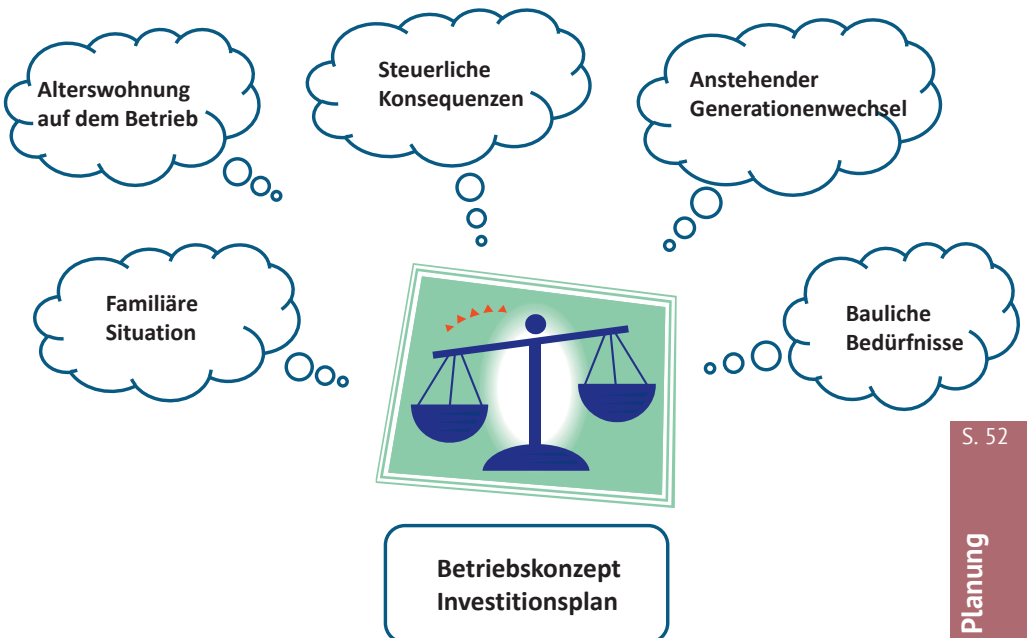 Alterswohnung
auf dem Betrieb
Steuerliche
Konsequenzen
Anstehender
Generationenwechsel
Familiäre
Situation
Bauliche
Bedürfnisse
S. 52
Planung
Betriebskonzept
Investitionsplan